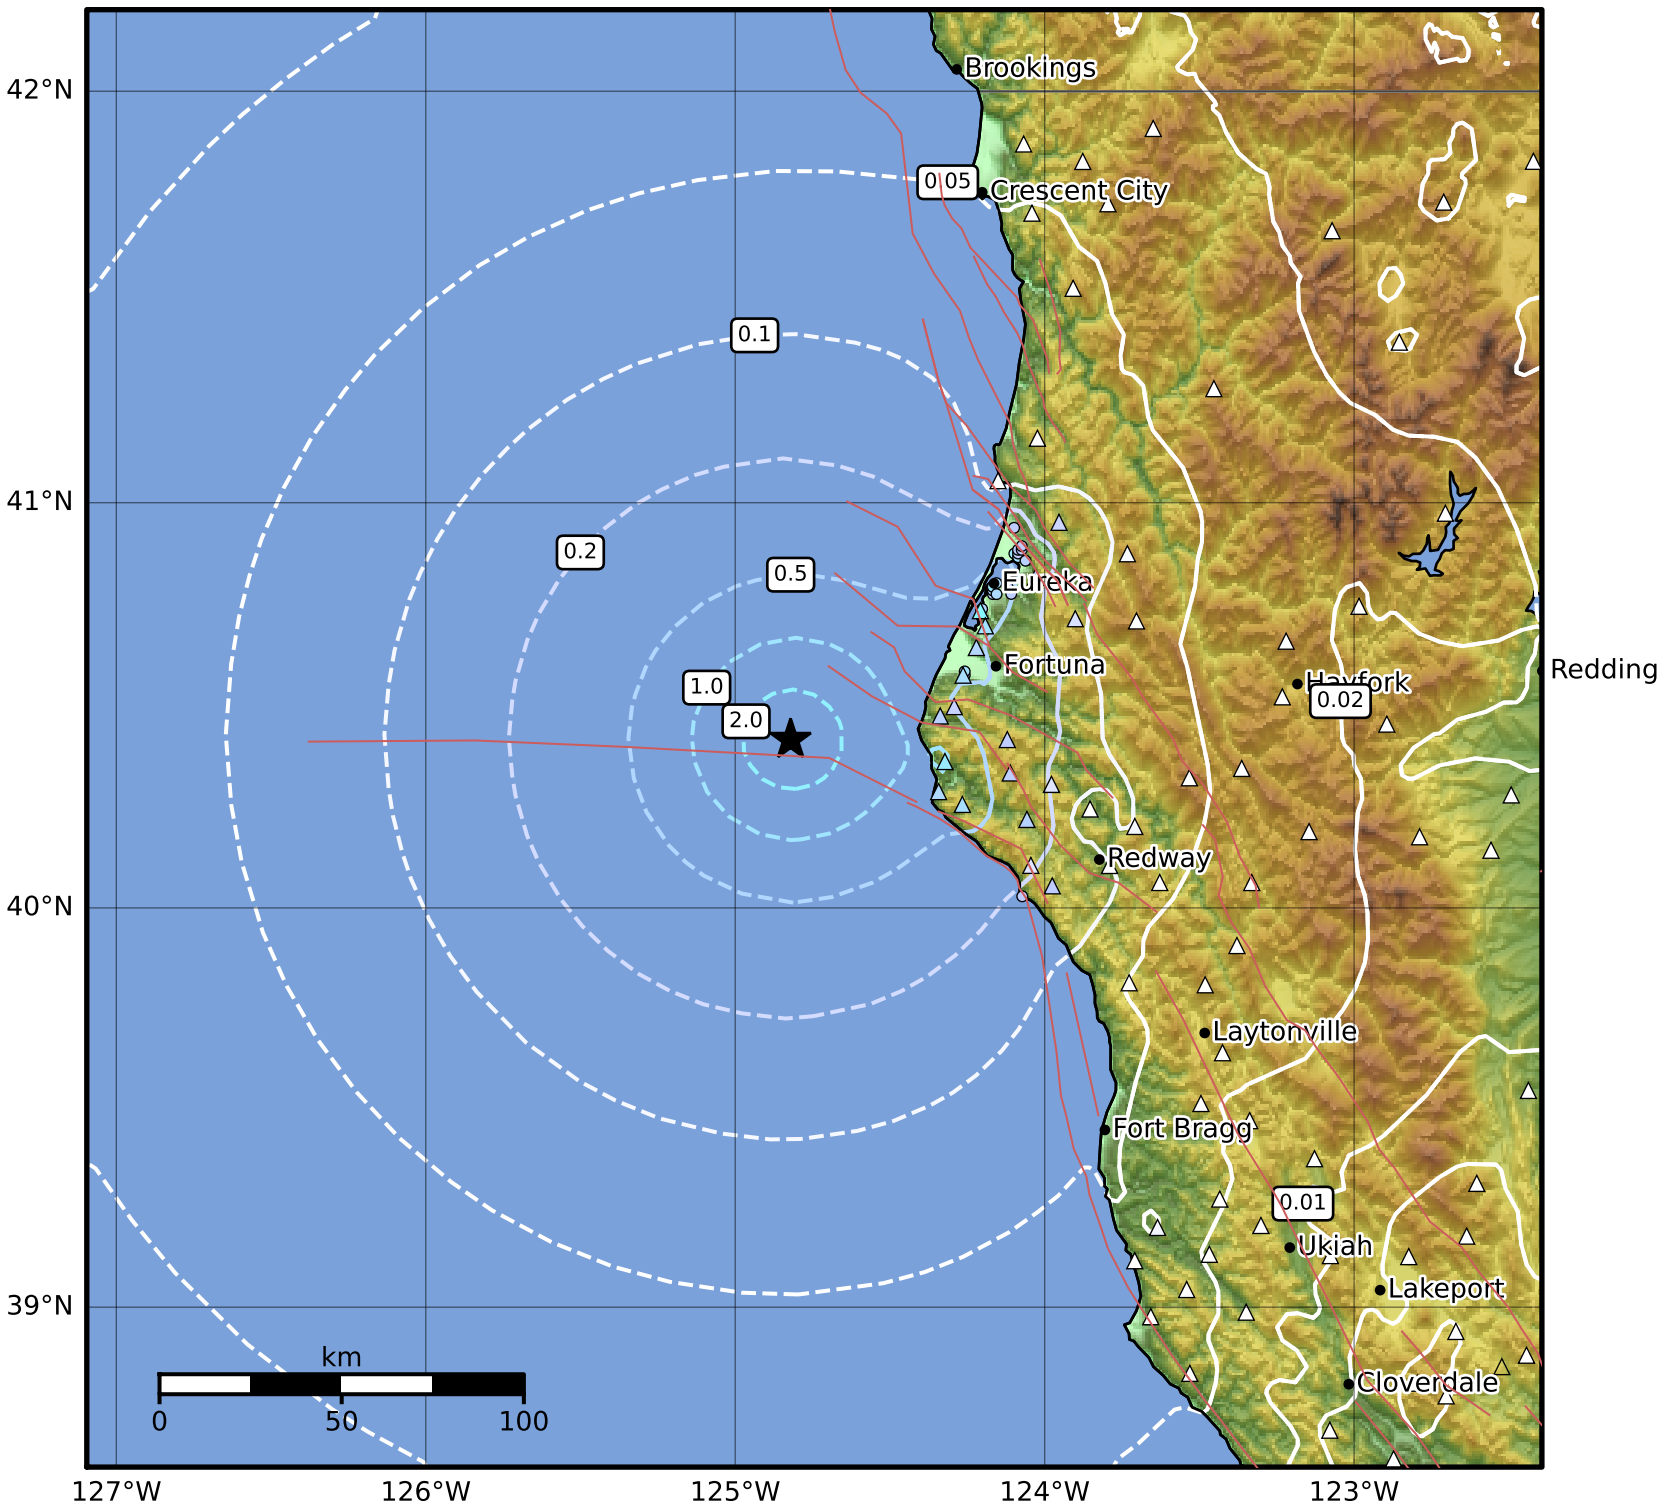 42°N
Brookings
0.05
Crescent City
0.1
41°N
0.2
0.5
Eureka
Fortuna
Redding
1.0
Hayfork
0.02
2.0
Redway
40°N
Laytonville
Fort Bragg
0.01
Ukiah
Lakeport
39°N
km
Cloverdale
0 50 100
127°W 126°W 125°W 124°W 123°W